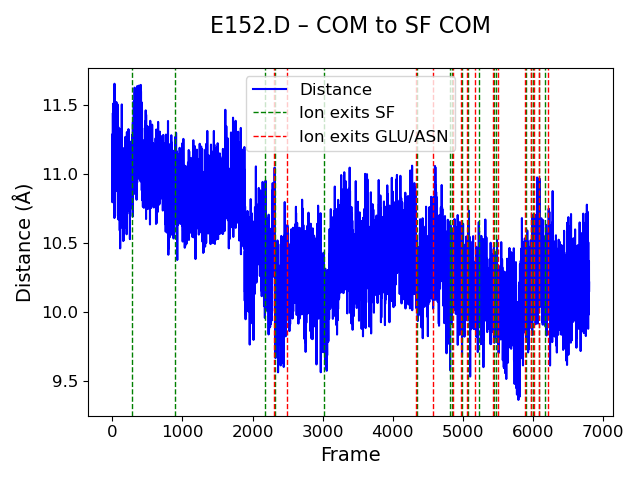 E152.D – COM to SF COM
Distance (Å)
11.5
11.0
10.5
10.0
9.5
Distance
Ion exits SF
Ion exits GLU/ASN
0 1000 2000 3000 4000 5000 6000 7000
Frame